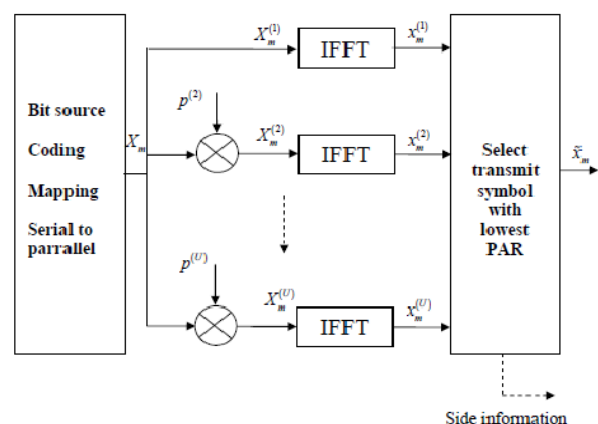 Bit source
Coding
Mapping
Serial to
parrallel
X_m
X_m^(1)
IFFT
x_m^(1)
p^(2)
X_m^(2)
IFFT
x_m^(2)
p^(U)
X_m^(U)
IFFT
x_m^(U)
Select
transmit
symbol
with
lowest
PAR
x̃_m
Side information